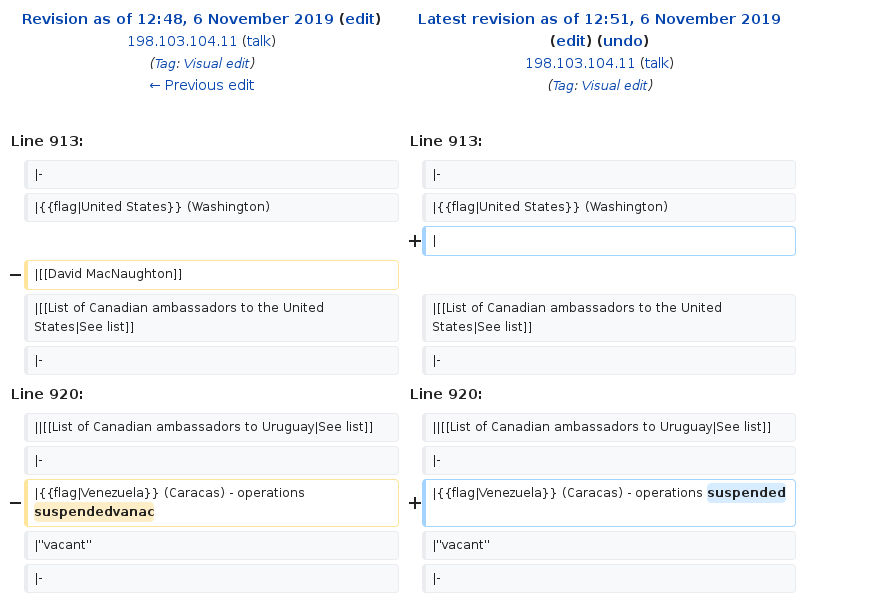 Revision as of 12:48, 6 November 2019 (edit)
198.103.104.11 (talk)
(Tag: Visual edit)
← Previous edit
Latest revision as of 12:51, 6 November 2019
(edit) (undo)
198.103.104.11 (talk)
(Tag: Visual edit)
Line 913:
Line 913:
|-
|-
|{{flag|United States}} (Washington)
|{{flag|United States}} (Washington)
+ |
− |[[David MacNaughton]]
|[[List of Canadian ambassadors to the United
States|See list]]
|[[List of Canadian ambassadors to the United
States|See list]]
|-
|-
Line 920:
Line 920:
||[[List of Canadian ambassadors to Uruguay|See list]]
||[[List of Canadian ambassadors to Uruguay|See list]]
|-
|-
− |{{flag|Venezuela}} (Caracas) - operations
suspendedvanac
+ |{{flag|Venezuela}} (Caracas) - operations suspended
|"vacant"
|"vacant"
|-
|-